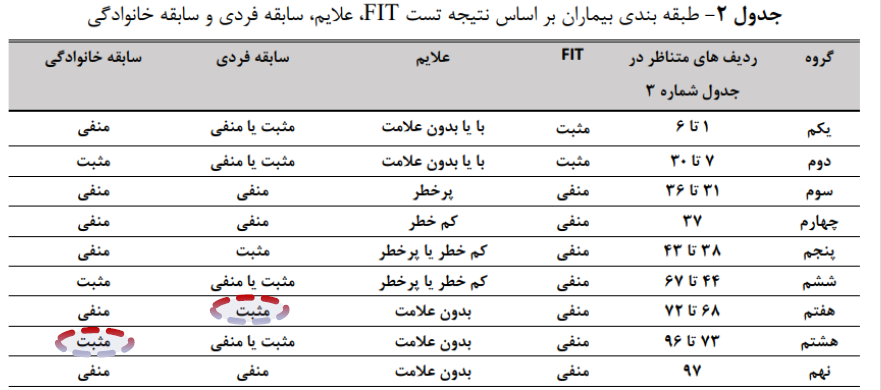 جدول ۲- طبقه بندی بیماران بر اساس نتیجه تست FIT، علایم، سابقه فردی و سابقه خانوادگی
گروه ردیف های متناظر در جدول شماره ۳ FIT علایم سابقه فردی سابقه خانوادگی
یکم ۱ تا ۶ مثبت با یا بدون علامت مثبت یا منفی منفی
دوم ۷ تا ۳۰ مثبت با یا بدون علامت مثبت یا منفی مثبت
سوم ۳۱ تا ۳۶ منفی پرخطر منفی منفی
چهارم ۳۷ منفی کم خطر منفی منفی
پنجم ۳۸ تا ۴۳ منفی کم خطر یا پرخطر مثبت منفی
ششم ۴۴ تا ۶۷ منفی کم خطر یا پرخطر مثبت یا منفی مثبت
هفتم ۶۸ تا ۷۲ منفی بدون علامت مثبت منفی
هشتم ۷۳ تا ۹۶ منفی بدون علامت مثبت یا منفی مثبت
نهم ۹۷ منفی بدون علامت منفی منفی